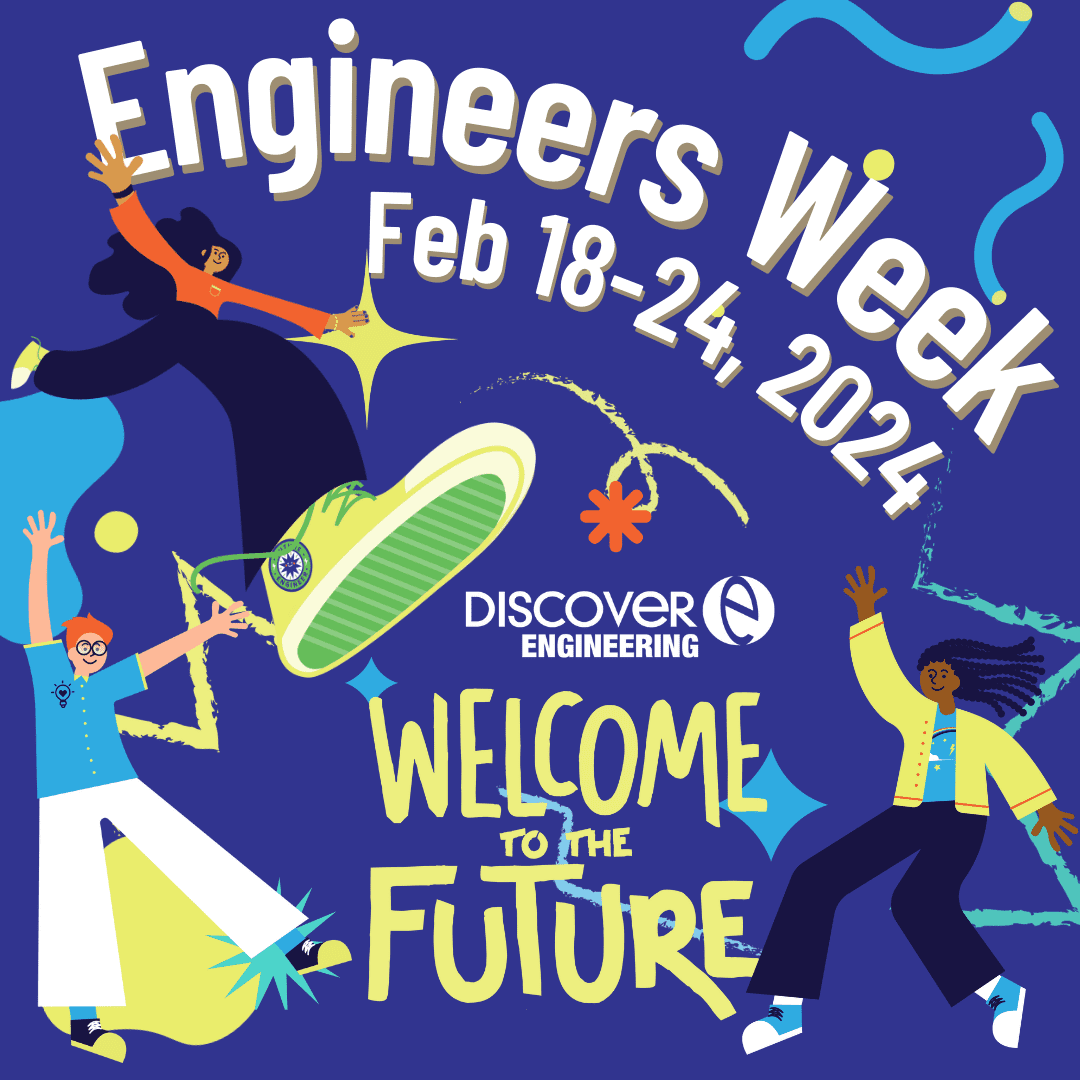 Engineers Week
Feb 18-24, 2024
DISCOVER
ENGINEERING
WELCOME
TO THE
FUTURE